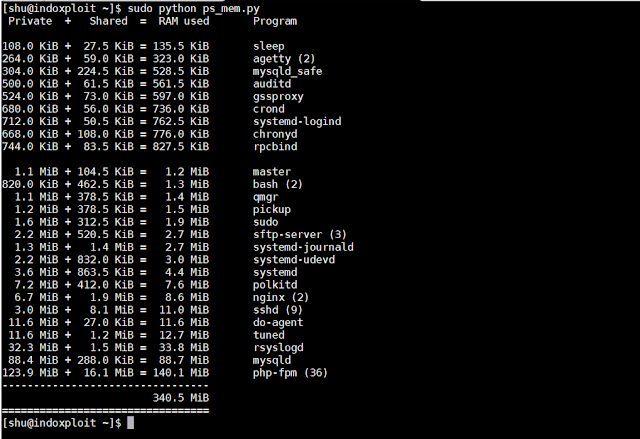 [shu@indoxploit ~]$ sudo python ps_mem.py
Private + Shared = RAM used Program
108.0 KiB + 27.5 KiB = 135.5 KiB sleep
264.0 KiB + 59.0 KiB = 323.0 KiB agetty (2)
304.0 KiB + 224.5 KiB = 528.5 KiB mysqld_safe
500.0 KiB + 61.5 KiB = 561.5 KiB auditd
524.0 KiB + 73.0 KiB = 597.0 KiB gssproxy
680.0 KiB + 56.0 KiB = 736.0 KiB crond
712.0 KiB + 50.5 KiB = 762.5 KiB systemd-logind
668.0 KiB + 108.0 KiB = 776.0 KiB chronyd
744.0 KiB + 83.5 KiB = 827.5 KiB rpcbind
1.1 MiB + 104.5 KiB = 1.2 MiB master
820.0 KiB + 462.5 KiB = 1.3 MiB bash (2)
1.1 MiB + 378.5 KiB = 1.4 MiB qmgr
1.2 MiB + 378.5 KiB = 1.5 MiB pickup
1.6 MiB + 312.5 KiB = 1.9 MiB sudo
2.2 MiB + 520.5 KiB = 2.7 MiB sftp-server (3)
1.3 MiB + 1.4 MiB = 2.7 MiB systemd-journald
2.2 MiB + 832.0 KiB = 3.0 MiB systemd-udevd
3.6 MiB + 863.5 KiB = 4.4 MiB systemd
7.2 MiB + 412.0 KiB = 7.6 MiB polkitd
6.7 MiB + 1.9 MiB = 8.6 MiB nginx (2)
3.0 MiB + 8.1 MiB = 11.0 MiB sshd (9)
11.6 MiB + 27.0 KiB = 11.6 MiB do-agent
11.6 MiB + 1.2 MiB = 12.7 MiB tuned
32.3 MiB + 1.5 MiB = 33.8 MiB rsyslogd
88.4 MiB + 288.0 KiB = 88.7 MiB mysqld
123.9 MiB + 16.1 MiB = 140.1 MiB php-fpm (36)
---------------------------------
340.5 MiB
=================================
[shu@indoxploit ~]$